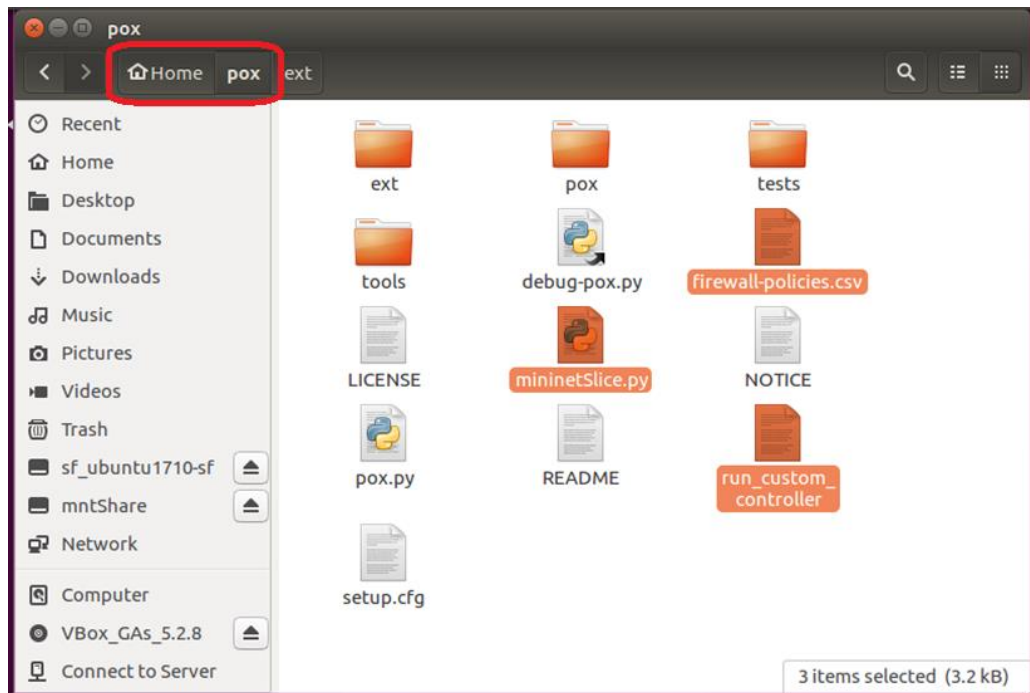 pox
Home pox ext
Recent
Home
Desktop
Documents
Downloads
Music
Pictures
Videos
Trash
sf_ubuntu1710-sf
mntShare
Network
Computer
VBox_GAs_5.2.8
Connect to Server
ext
pox
tests
tools
debug-pox.py
firewall-policies.csv
LICENSE
mininetSlice.py
NOTICE
pox.py
README
run_custom_
controller
setup.cfg
3 items selected (3.2 kB)